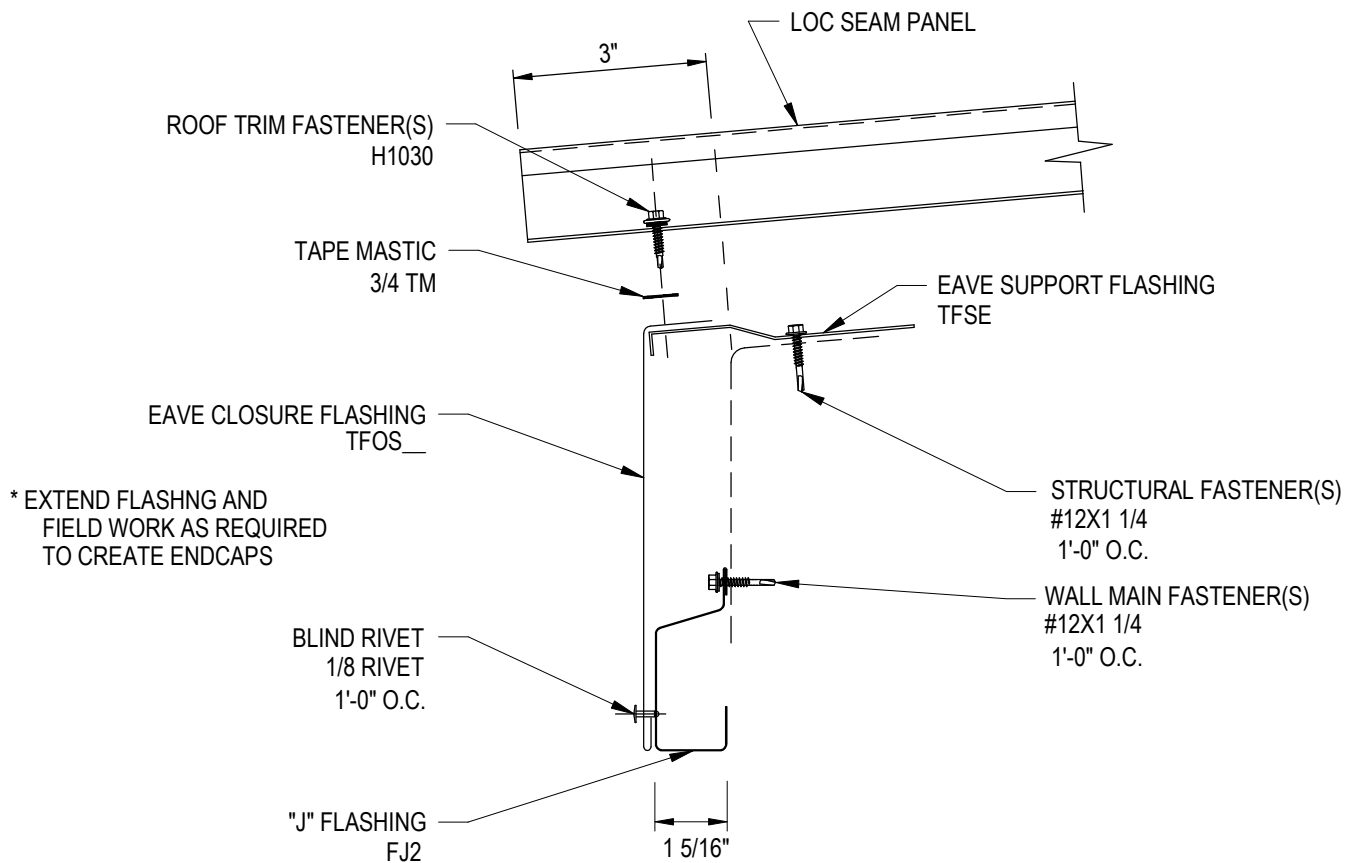 LOC SEAM PANEL
3"
ROOF TRIM FASTENER(S)
H1030
TAPE MASTIC
3/4 TM
EAVE SUPPORT FLASHING
TFSE
EAVE CLOSURE FLASHING
TFOS__
* EXTEND FLASHNG AND
FIELD WORK AS REQUIRED
TO CREATE ENDCAPS
STRUCTURAL FASTENER(S)
#12X1 1/4
1'-0" O.C.
WALL MAIN FASTENER(S)
#12X1 1/4
1'-0" O.C.
BLIND RIVET
1/8 RIVET
1'-0" O.C.
"J" FLASHING
FJ2
1 5/16"